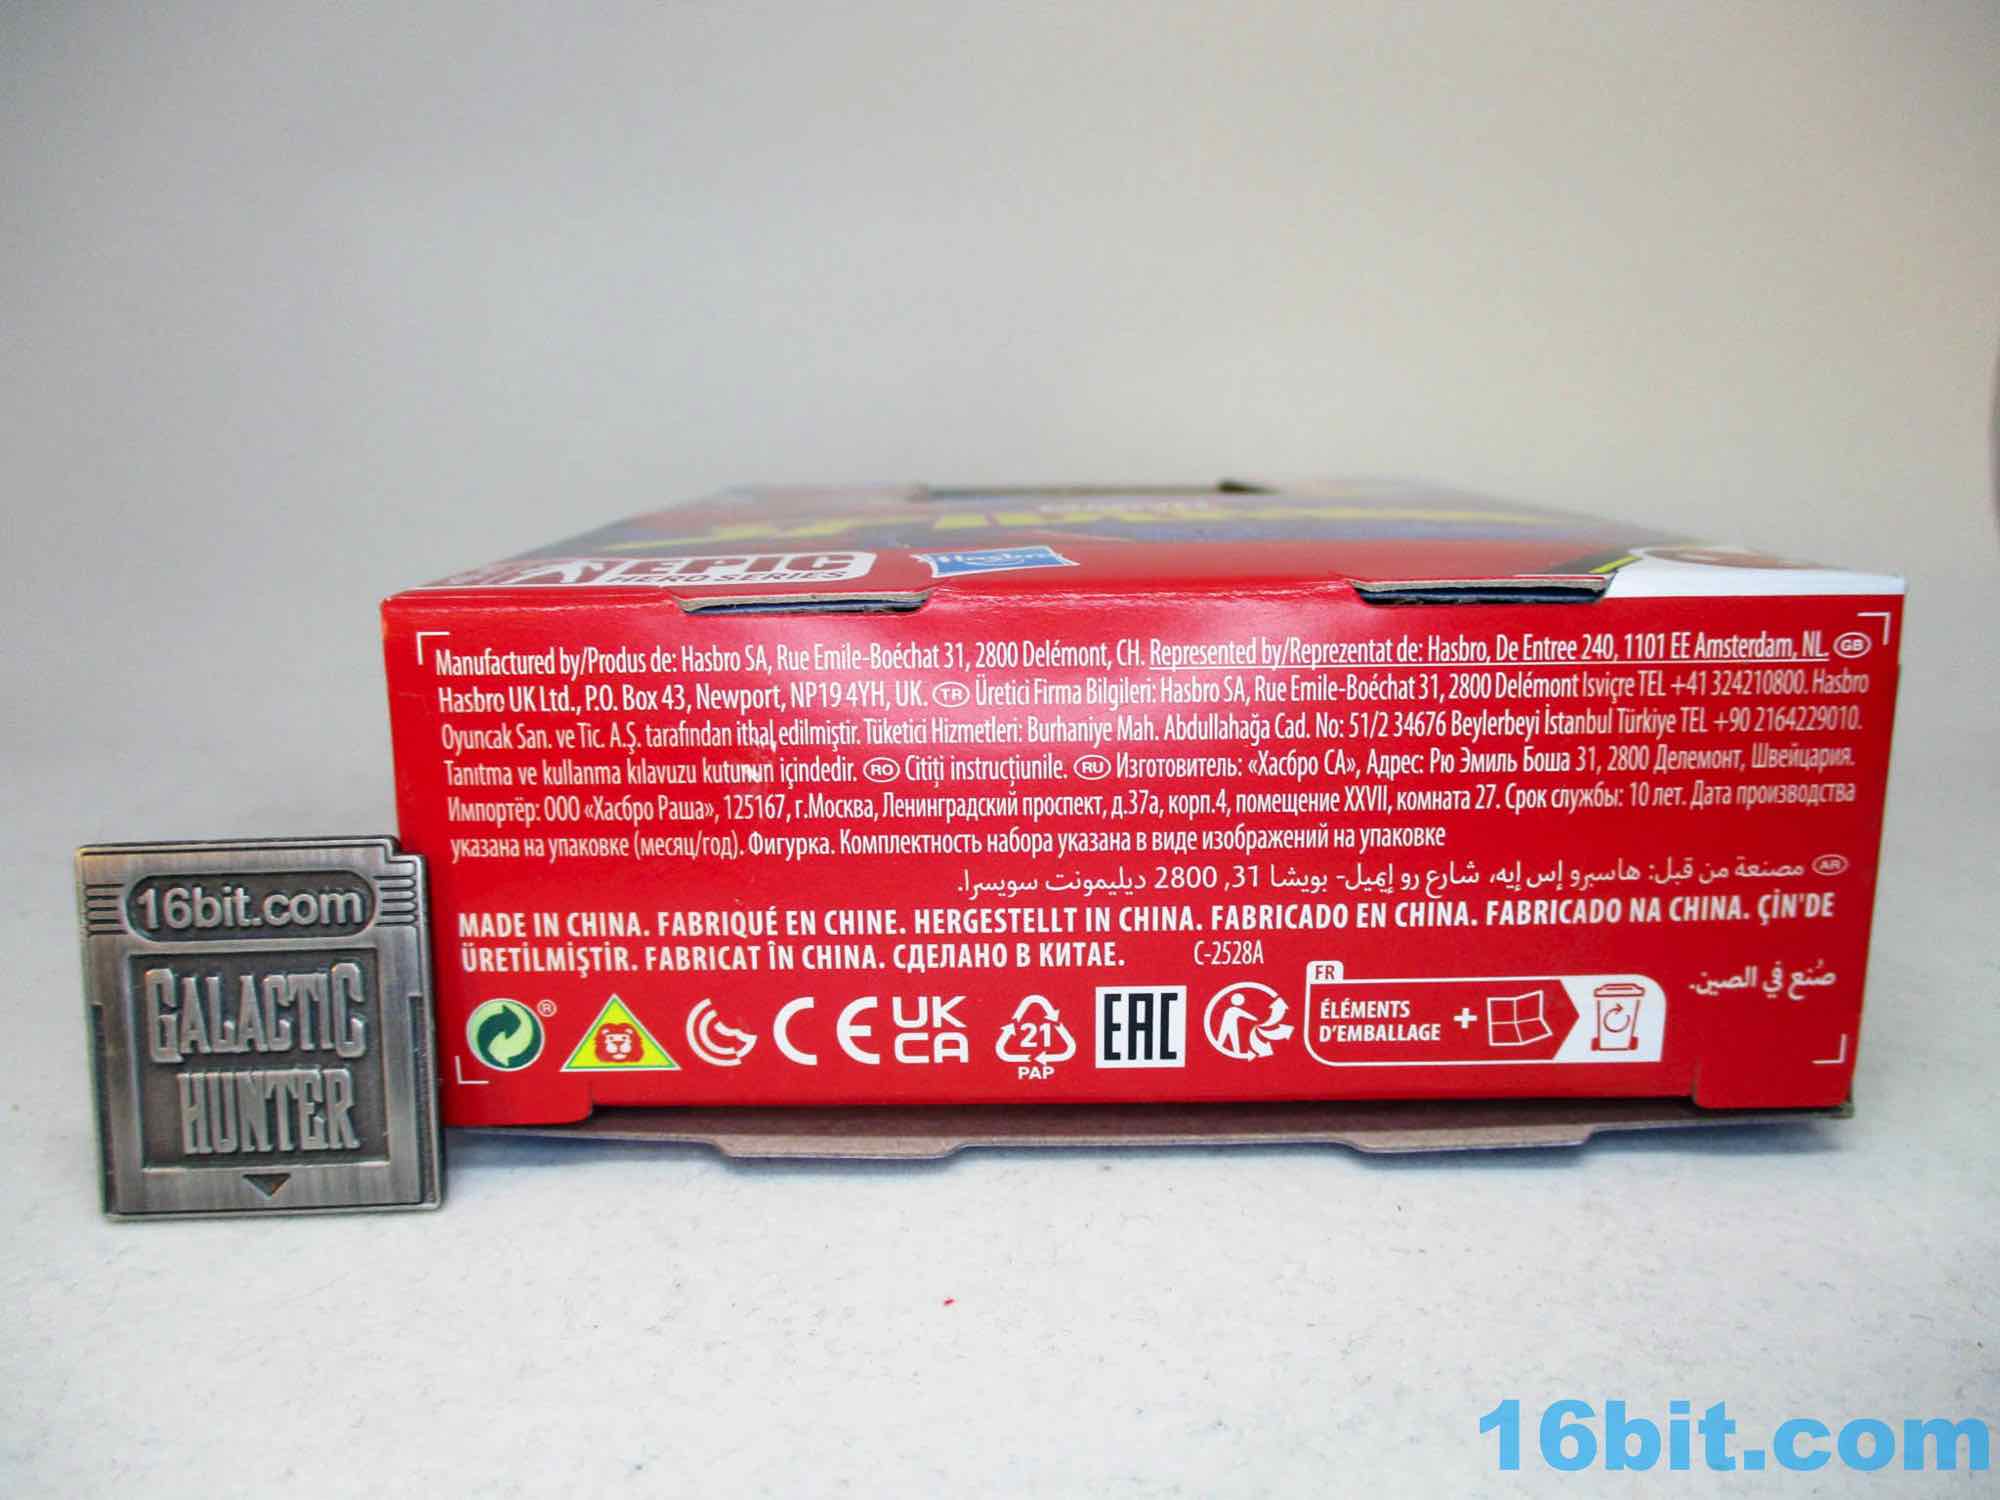 EPIC
HERO SERIES
Hasbro
Manufactured by/Produs de: Hasbro SA, Rue Emile-Boéchat 31, 2800 Delémont, CH. Represented by/Reprezentat de: Hasbro, De Entree 240, 1101 EE Amsterdam, NL. GB
Hasbro UK Ltd., P.O. Box 43, Newport, NP19 4YH, UK. TR Üretici Firma Bilgileri: Hasbro SA, Rue Emile-Boéchat 31, 2800 Delémont Isviçre TEL +41 324210800. Hasbro
Oyuncak San. ve Tic. A.Ş. tarafından ithal edilmiştir. Tüketici Hizmetleri: Burhaniye Mah. Abdullahağa Cad. No: 51/2 34676 Beylerbeyi İstanbul Türkiye TEL +90 2164229010.
Tanıtma ve kullanma kılavuzu kutunun içindedir. RO Citiți instrucțiunile. RU Изготовитель: «Хасбро СА», Адрес: Рю Эмиль Боша 31, 2800 Делемонт, Швейцария.
Импортёр: ООО «Хасбро Раша», 125167, г.Москва, Ленинградский проспект, д.37а, корп.4, помещение XXVII, комната 27. Срок службы: 10 лет. Дата производства
указана на упаковке (месяц/год). Фигурка. Комплектность набора указана в виде изображений на упаковке
AR مصنعة من قبل: هاسبرو إس إيه، شارع رو إميل- بويشا 31, 2800 ديليمونت سويسرا.
MADE IN CHINA. FABRIQUÉ EN CHINE. HERGESTELLT IN CHINA. FABRICADO EN CHINA. FABRICADO NA CHINA. ÇİN'DE
ÜRETİLMİŞTİR. FABRICAT ÎN CHINA. СДЕЛАНО В КИТАЕ. C-2528A
صُنع في الصين.
® CE UK
CA
21
PAP
EAC
FR
ÉLÉMENTS
D'EMBALLAGE +
16bit.com
GALACTIC
HUNTER
16bit.com